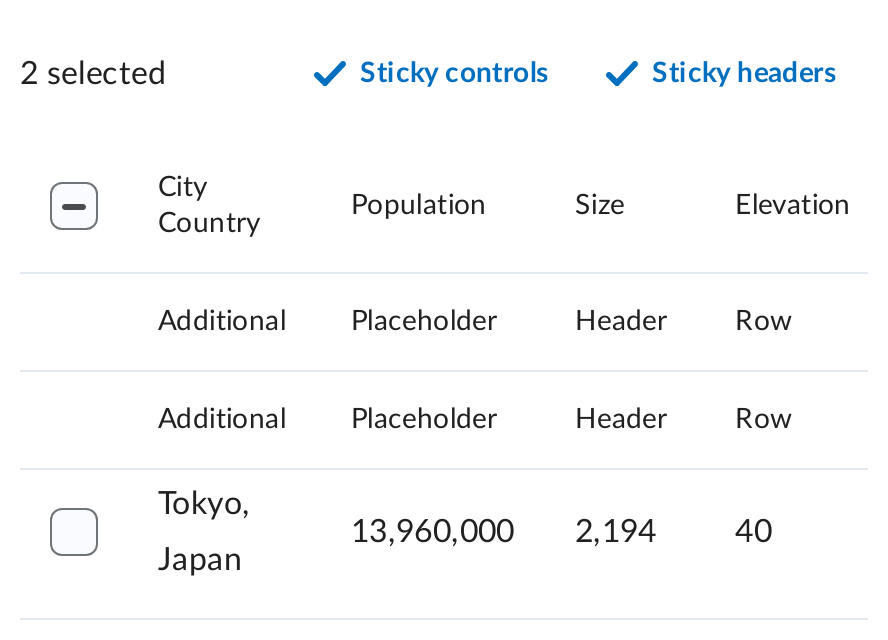 2 selected Sticky controls Sticky headers
City
Country Population Size Elevation
Additional Placeholder Header Row
Additional Placeholder Header Row
Tokyo,
Japan 13,960,000 2,194 40